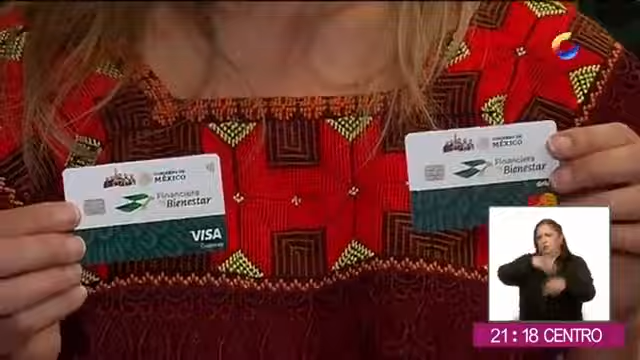 GOBIERNO DE
MÉXICO
Financiera
para el
Bienestar
VISA
GOBIERNO DE
MÉXICO
Financiera
para el
Bienestar
21:18 CENTRO